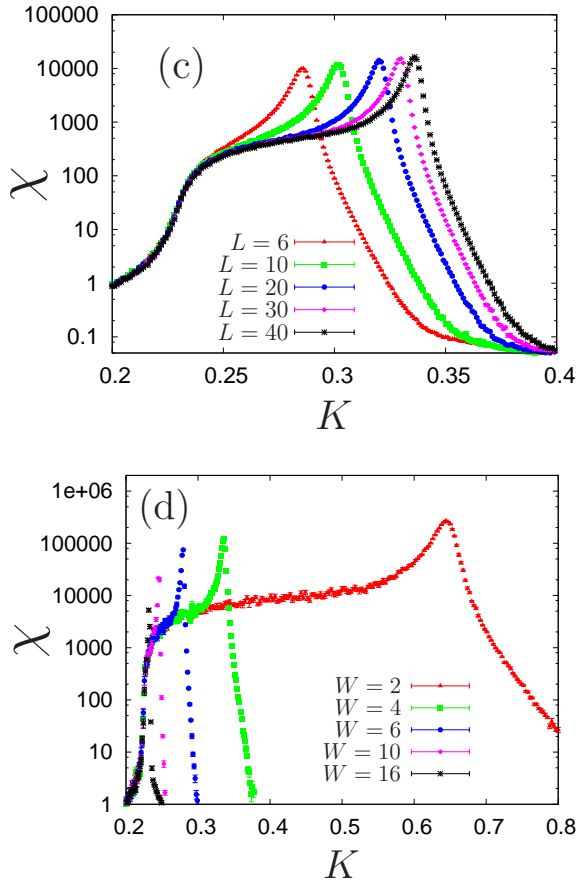 100000
(c)
10000
1000
χ
100
10
L = 6
L = 10
1
L = 20
L = 30
0.1
L = 40
0.2 0.25 0.3 0.35 0.4
K
1e+06
(d)
100000
10000
χ
1000
W = 2
100
W = 4
W = 6
10
W = 10
W = 16
1
0.2 0.3 0.4 0.5 0.6 0.7 0.8
K